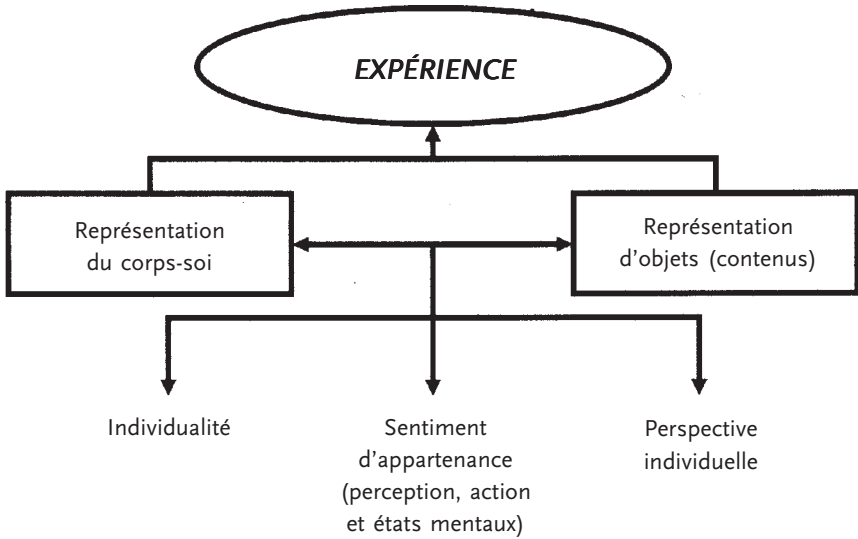 EXPÉRIENCE
Représentation
du corps-soi
Représentation
d'objets (contenus)
Individualité
Sentiment
d'appartenance
(perception, action
et états mentaux)
Perspective
individuelle